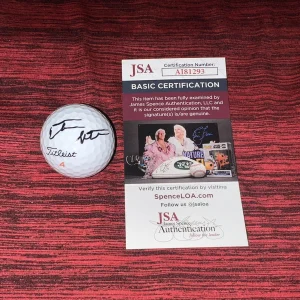 Titleist
4
JSA
Certification Number:
AI81293
BASIC CERTIFICATION
This item has been fully examined by
James Spence Authentication, LLC and
it is our considered opinion that the
signature(s) is/are genuine.
Verify this certification by visiting
SpenceLOA.com
Follow us @jsaloa
JSA
James Spence
Authentication